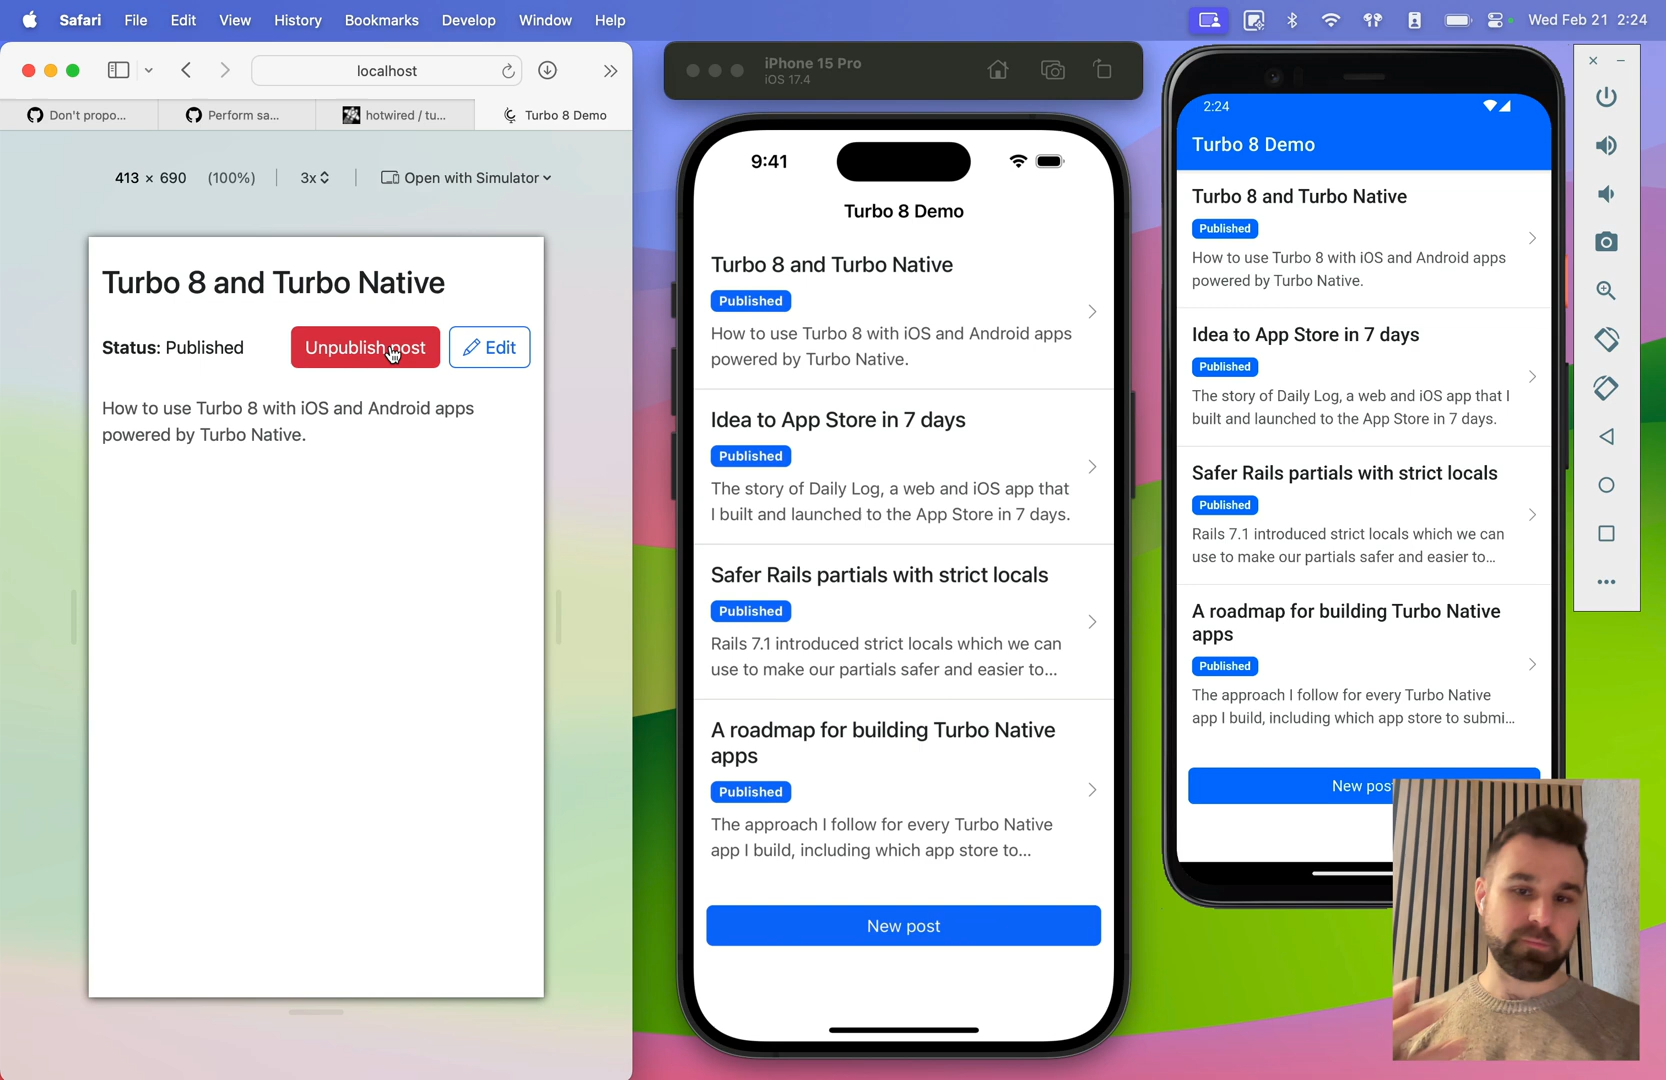 Safari File Edit View History Bookmarks Develop Window Help Wed Feb 21 2:24
localhost
Don't propo... Perform sa... hotwired / tu... Turbo 8 Demo
413 × 690 (100%) 3x Open with Simulator
Turbo 8 and Turbo Native
Status: Published Unpublish post Edit
How to use Turbo 8 with iOS and Android apps
powered by Turbo Native.
iPhone 15 Pro
iOS 17.4
9:41
Turbo 8 Demo
Turbo 8 and Turbo Native
Published
How to use Turbo 8 with iOS and Android apps
powered by Turbo Native.
Idea to App Store in 7 days
Published
The story of Daily Log, a web and iOS app that
I built and launched to the App Store in 7 days.
Safer Rails partials with strict locals
Published
Rails 7.1 introduced strict locals which we can
use to make our partials safer and easier to...
A roadmap for building Turbo Native
apps
Published
The approach I follow for every Turbo Native
app I build, including which app store to...
New post
2:24
Turbo 8 Demo
Turbo 8 and Turbo Native
Published
How to use Turbo 8 with iOS and Android apps
powered by Turbo Native.
Idea to App Store in 7 days
Published
The story of Daily Log, a web and iOS app that I
built and launched to the App Store in 7 days.
Safer Rails partials with strict locals
Published
Rails 7.1 introduced strict locals which we can
use to make our partials safer and easier to...
A roadmap for building Turbo Native
apps
Published
The approach I follow for every Turbo Native
app I build, including which app store to submi...
New post